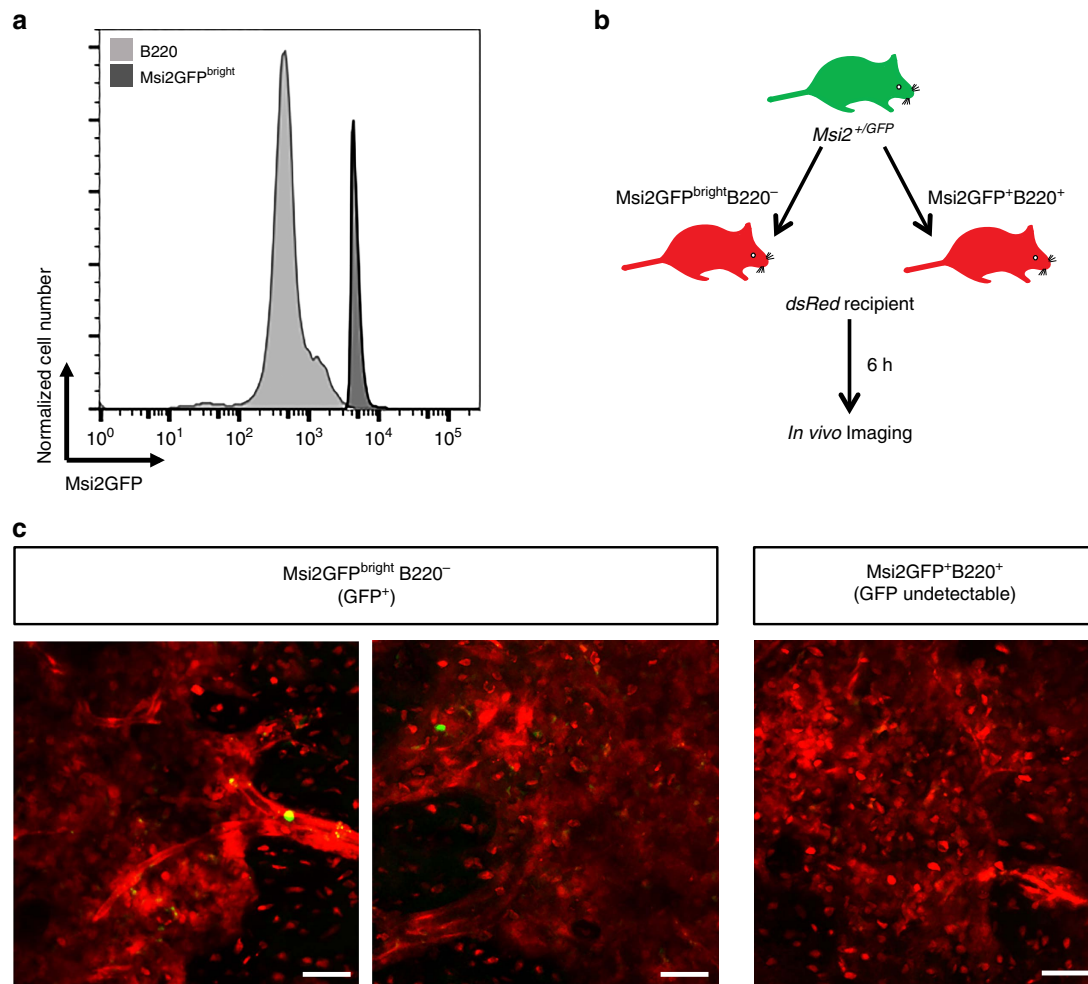 a
B220
Msi2GFPbright
Normalized cell number
10⁰ 10¹ 10² 10³ 10⁴ 10⁵
Msi2GFP
b
Msi2+/GFP
Msi2GFPbrightB220⁻
Msi2GFP⁺B220⁺
dsRed recipient
6 h
In vivo Imaging
c
Msi2GFPbright B220⁻
(GFP⁺)
Msi2GFP⁺B220⁺
(GFP undetectable)